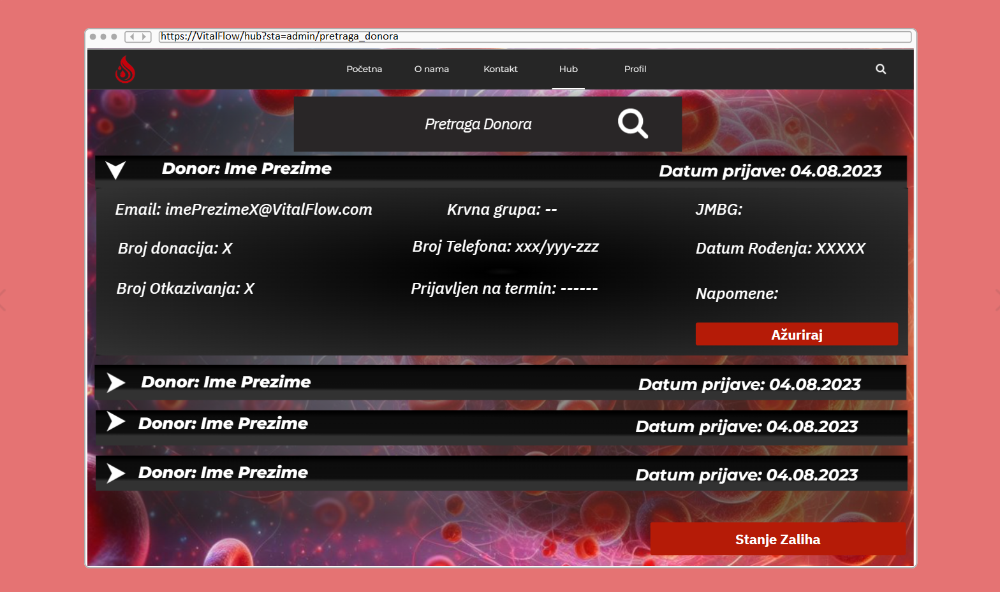 https://VitalFlow/hub?sta=admin/pretraga_donora
Početna O nama Kontakt Hub Profil
Pretraga Donora
Donor: Ime Prezime Datum prijave: 04.08.2023
Email: imePrezimeX@VitalFlow.com Krvna grupa: -- JMBG:
Broj donacija: X Broj Telefona: xxx/yyy-zzz Datum Rođenja: XXXXX
Broj Otkazivanja: X Prijavljen na termin: ------ Napomene:
Ažuriraj
Donor: Ime Prezime Datum prijave: 04.08.2023
Donor: Ime Prezime Datum prijave: 04.08.2023
Donor: Ime Prezime Datum prijave: 04.08.2023
Stanje Zaliha